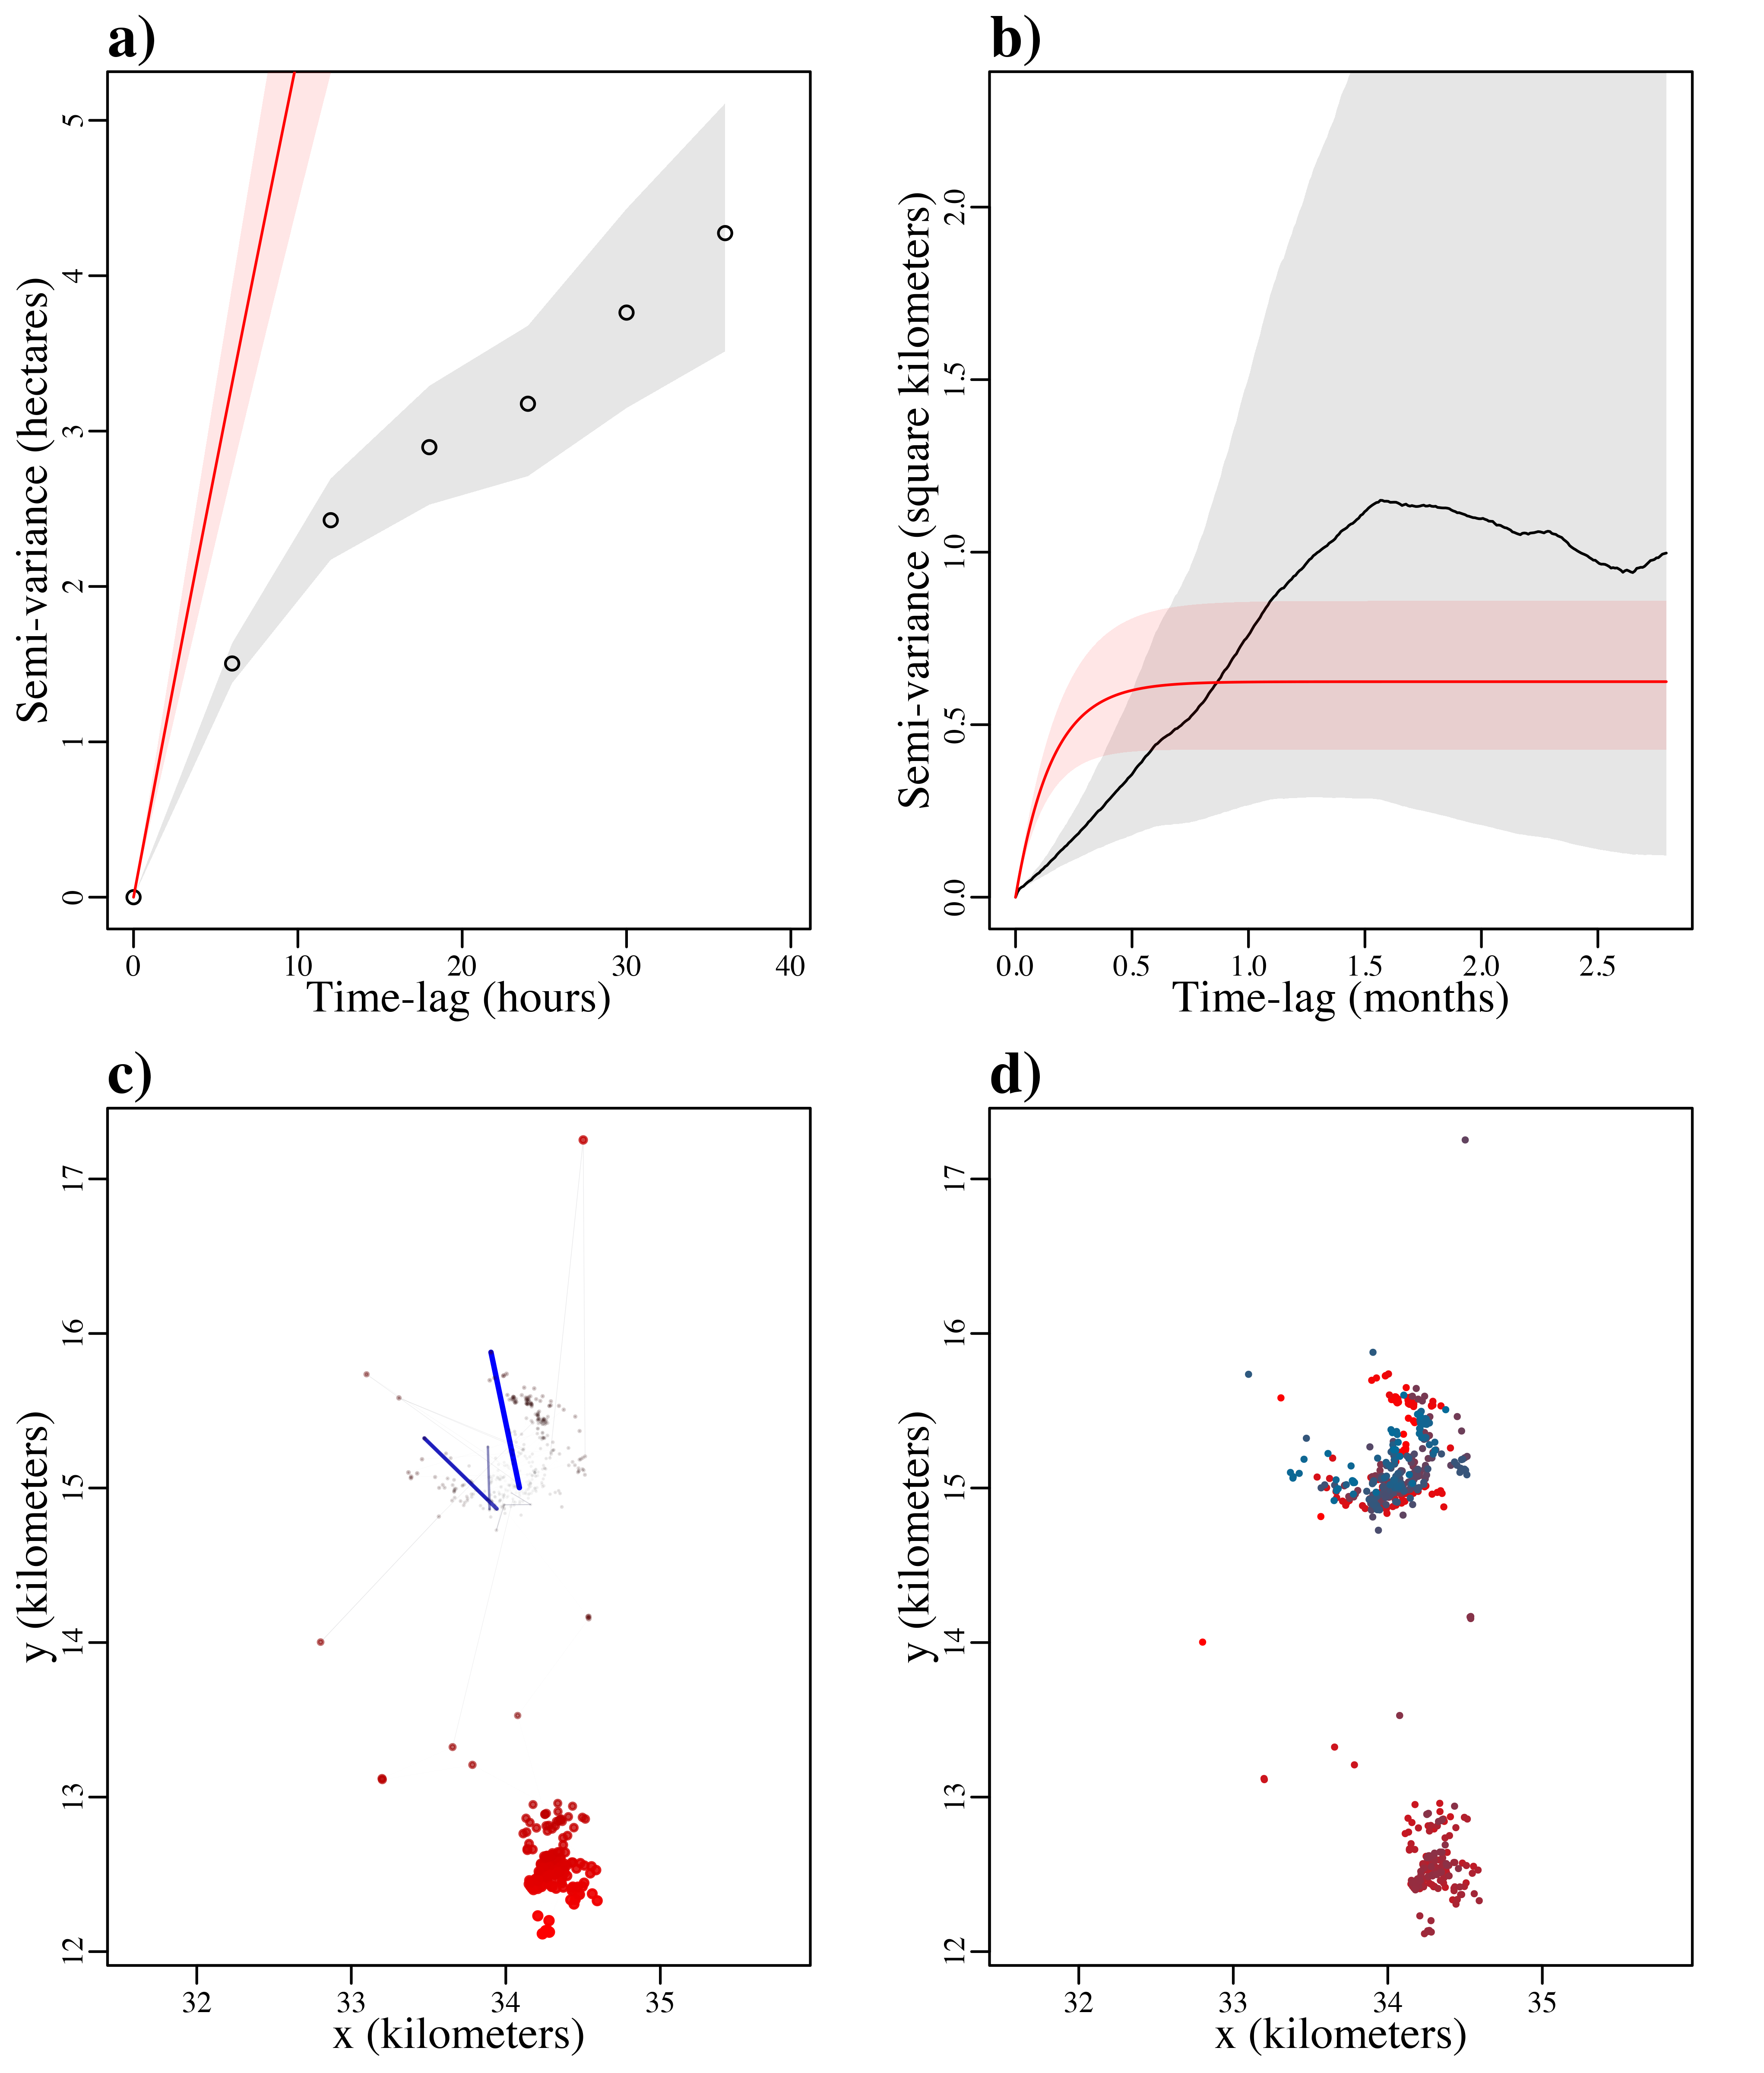 a)
Semi-variance (hectares)
5
4
3
2
1
0
0 10 20 30 40
Time-lag (hours)
b)
Semi-variance (square kilometers)
2.0
1.5
1.0
0.5
0.0
0.0 0.5 1.0 1.5 2.0 2.5
Time-lag (months)
c)
y (kilometers)
17
16
15
14
13
12
32 33 34 35
x (kilometers)
d)
y (kilometers)
17
16
15
14
13
12
32 33 34 35
x (kilometers)